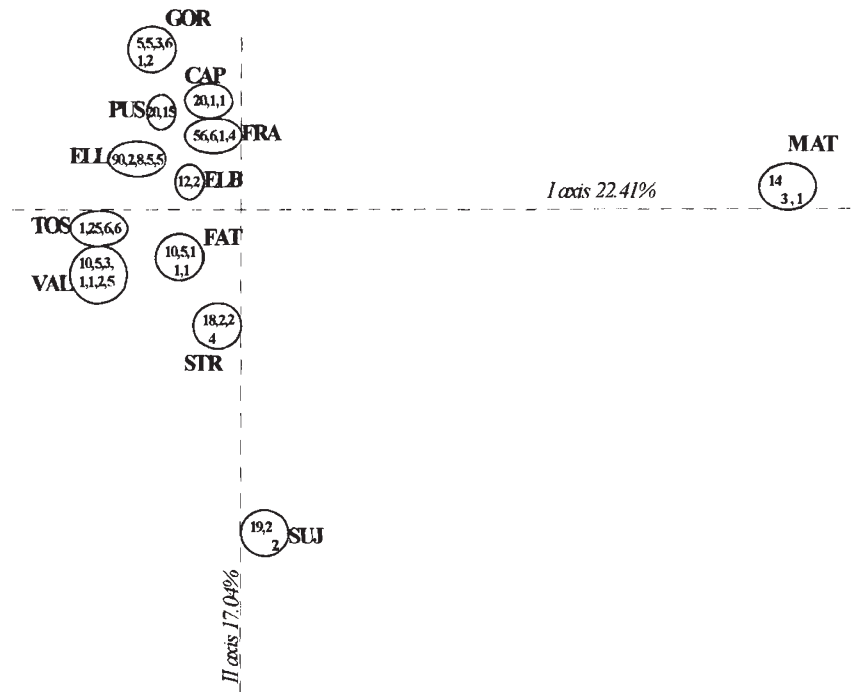 GOR
5,5,3,6
1,2
CAP
20,1,1
PUS 20,15
56,6,1,4 FRA
MAT
14
3,1
ELL 90,2,8,5,5
12,2 ELB
I axis 22.41%
TOS 1,25,6,6
FAT
10,5,1
1,1
VAL 10,5,3,
1,1,2,5
18,2,2
4
STR
19,2
2
SUJ
II axis 17.04%